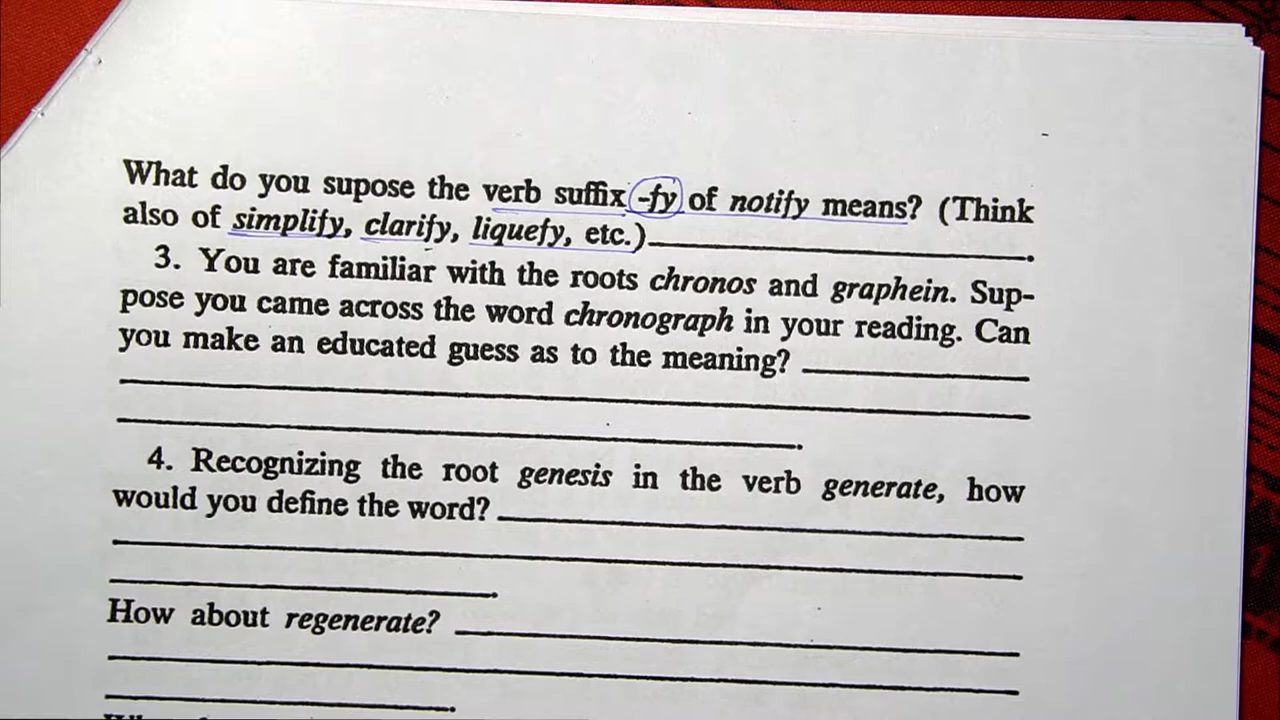 What do you supose the verb suffix -fy of notify means? (Think
also of simplify, clarify, liquefy, etc.)
3. You are familiar with the roots chronos and graphein. Sup-
pose you came across the word chronograph in your reading. Can
you make an educated guess as to the meaning?
4. Recognizing the root genesis in the verb generate, how
would you define the word?
How about regenerate?